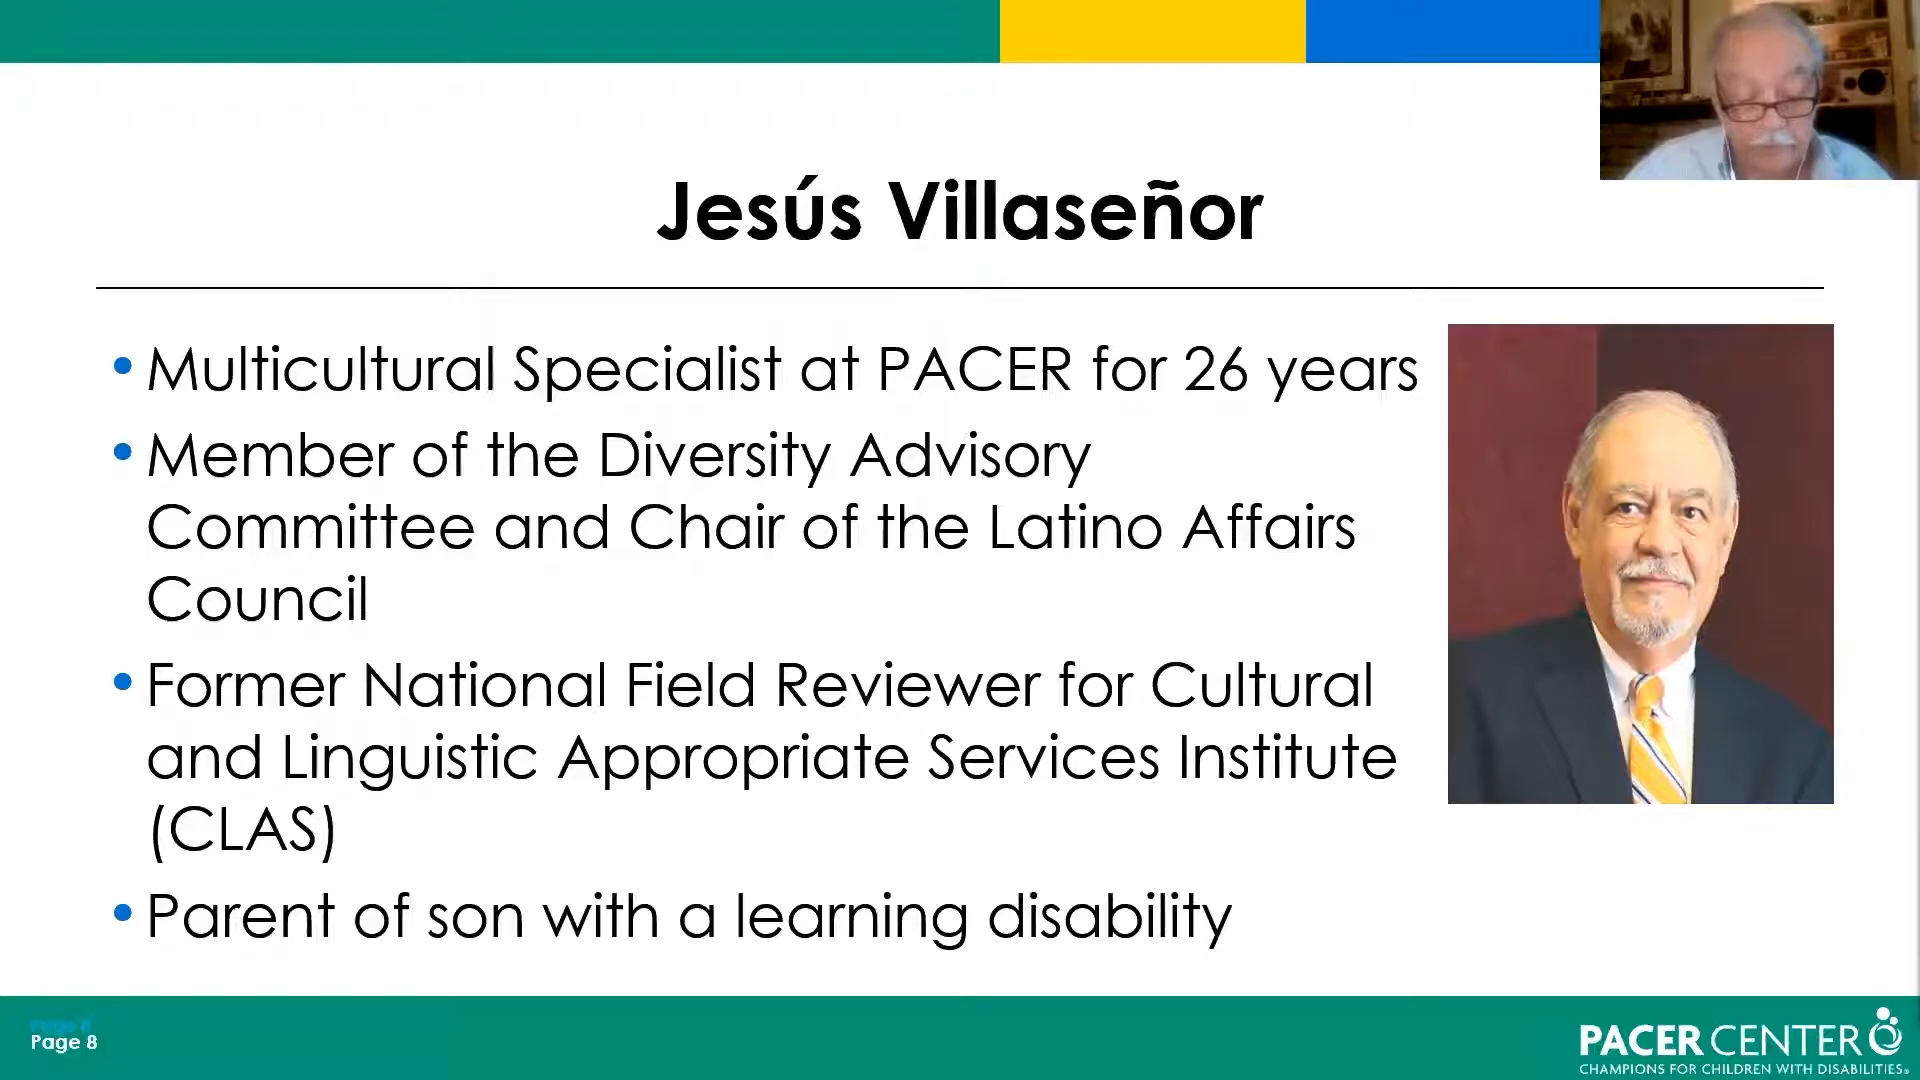 Jesús Villaseñor
• Multicultural Specialist at PACER for 26 years
• Member of the Diversity Advisory
Committee and Chair of the Latino Affairs
Council
• Former National Field Reviewer for Cultural
and Linguistic Appropriate Services Institute
(CLAS)
• Parent of son with a learning disability
Page 8
Page 8
PACER CENTER
CHAMPIONS FOR CHILDREN WITH DISABILITIES®